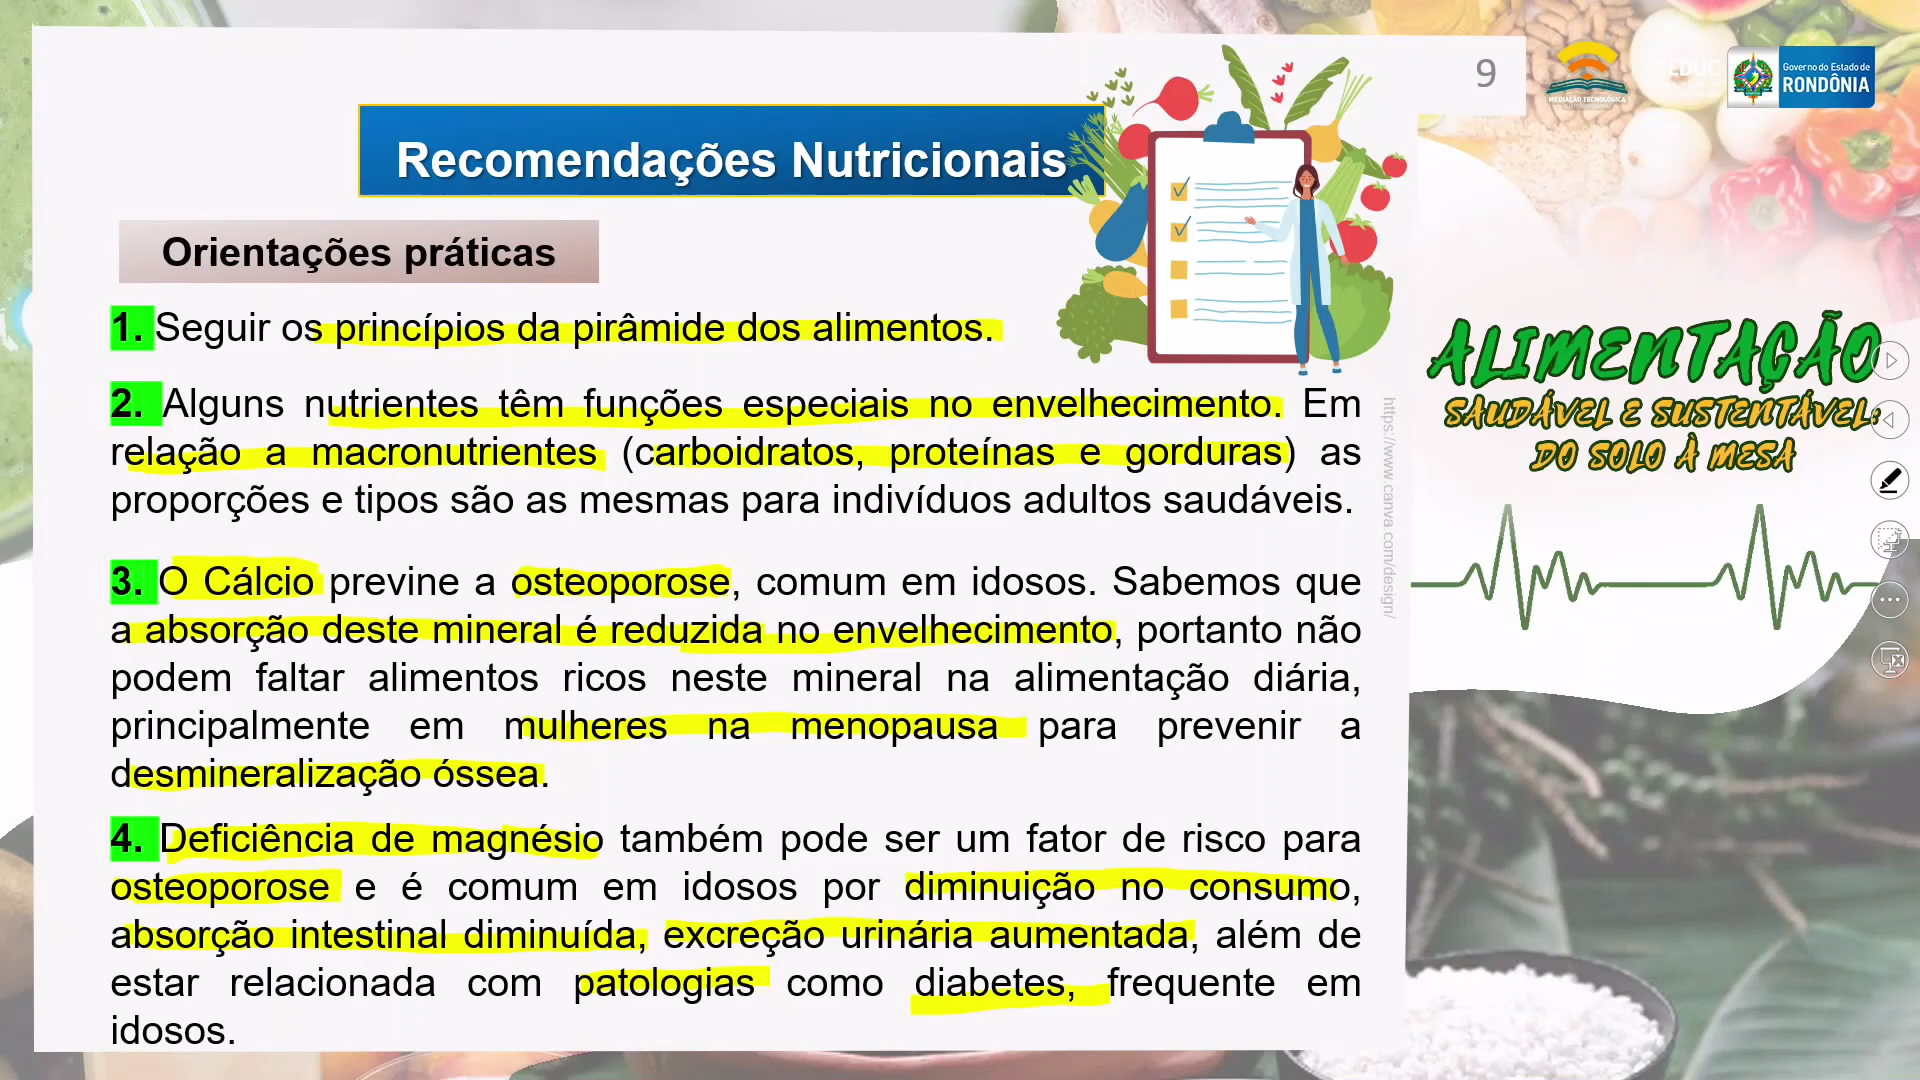 9
EDUC
MEDIAÇÃO TECNOLÓGICA
Governo do Estado de
RONDÔNIA
Recomendações Nutricionais
Orientações práticas
1. Seguir os princípios da pirâmide dos alimentos.
2. Alguns nutrientes têm funções especiais no envelhecimento. Em
relação a macronutrientes (carboidratos, proteínas e gorduras) as
proporções e tipos são as mesmas para indivíduos adultos saudáveis.
3. O Cálcio previne a osteoporose, comum em idosos. Sabemos que
a absorção deste mineral é reduzida no envelhecimento, portanto não
podem faltar alimentos ricos neste mineral na alimentação diária,
principalmente em mulheres na menopausa para prevenir a
desmineralização óssea.
4. Deficiência de magnésio também pode ser um fator de risco para
osteoporose e é comum em idosos por diminuição no consumo,
absorção intestinal diminuída, excreção urinária aumentada, além de
estar relacionada com patologias como diabetes, frequente em
idosos.
https://www.canva.com/design/
ALIMENTAÇÃO
SAUDÁVEL E SUSTENTÁVEL:
DO SOLO À MESA